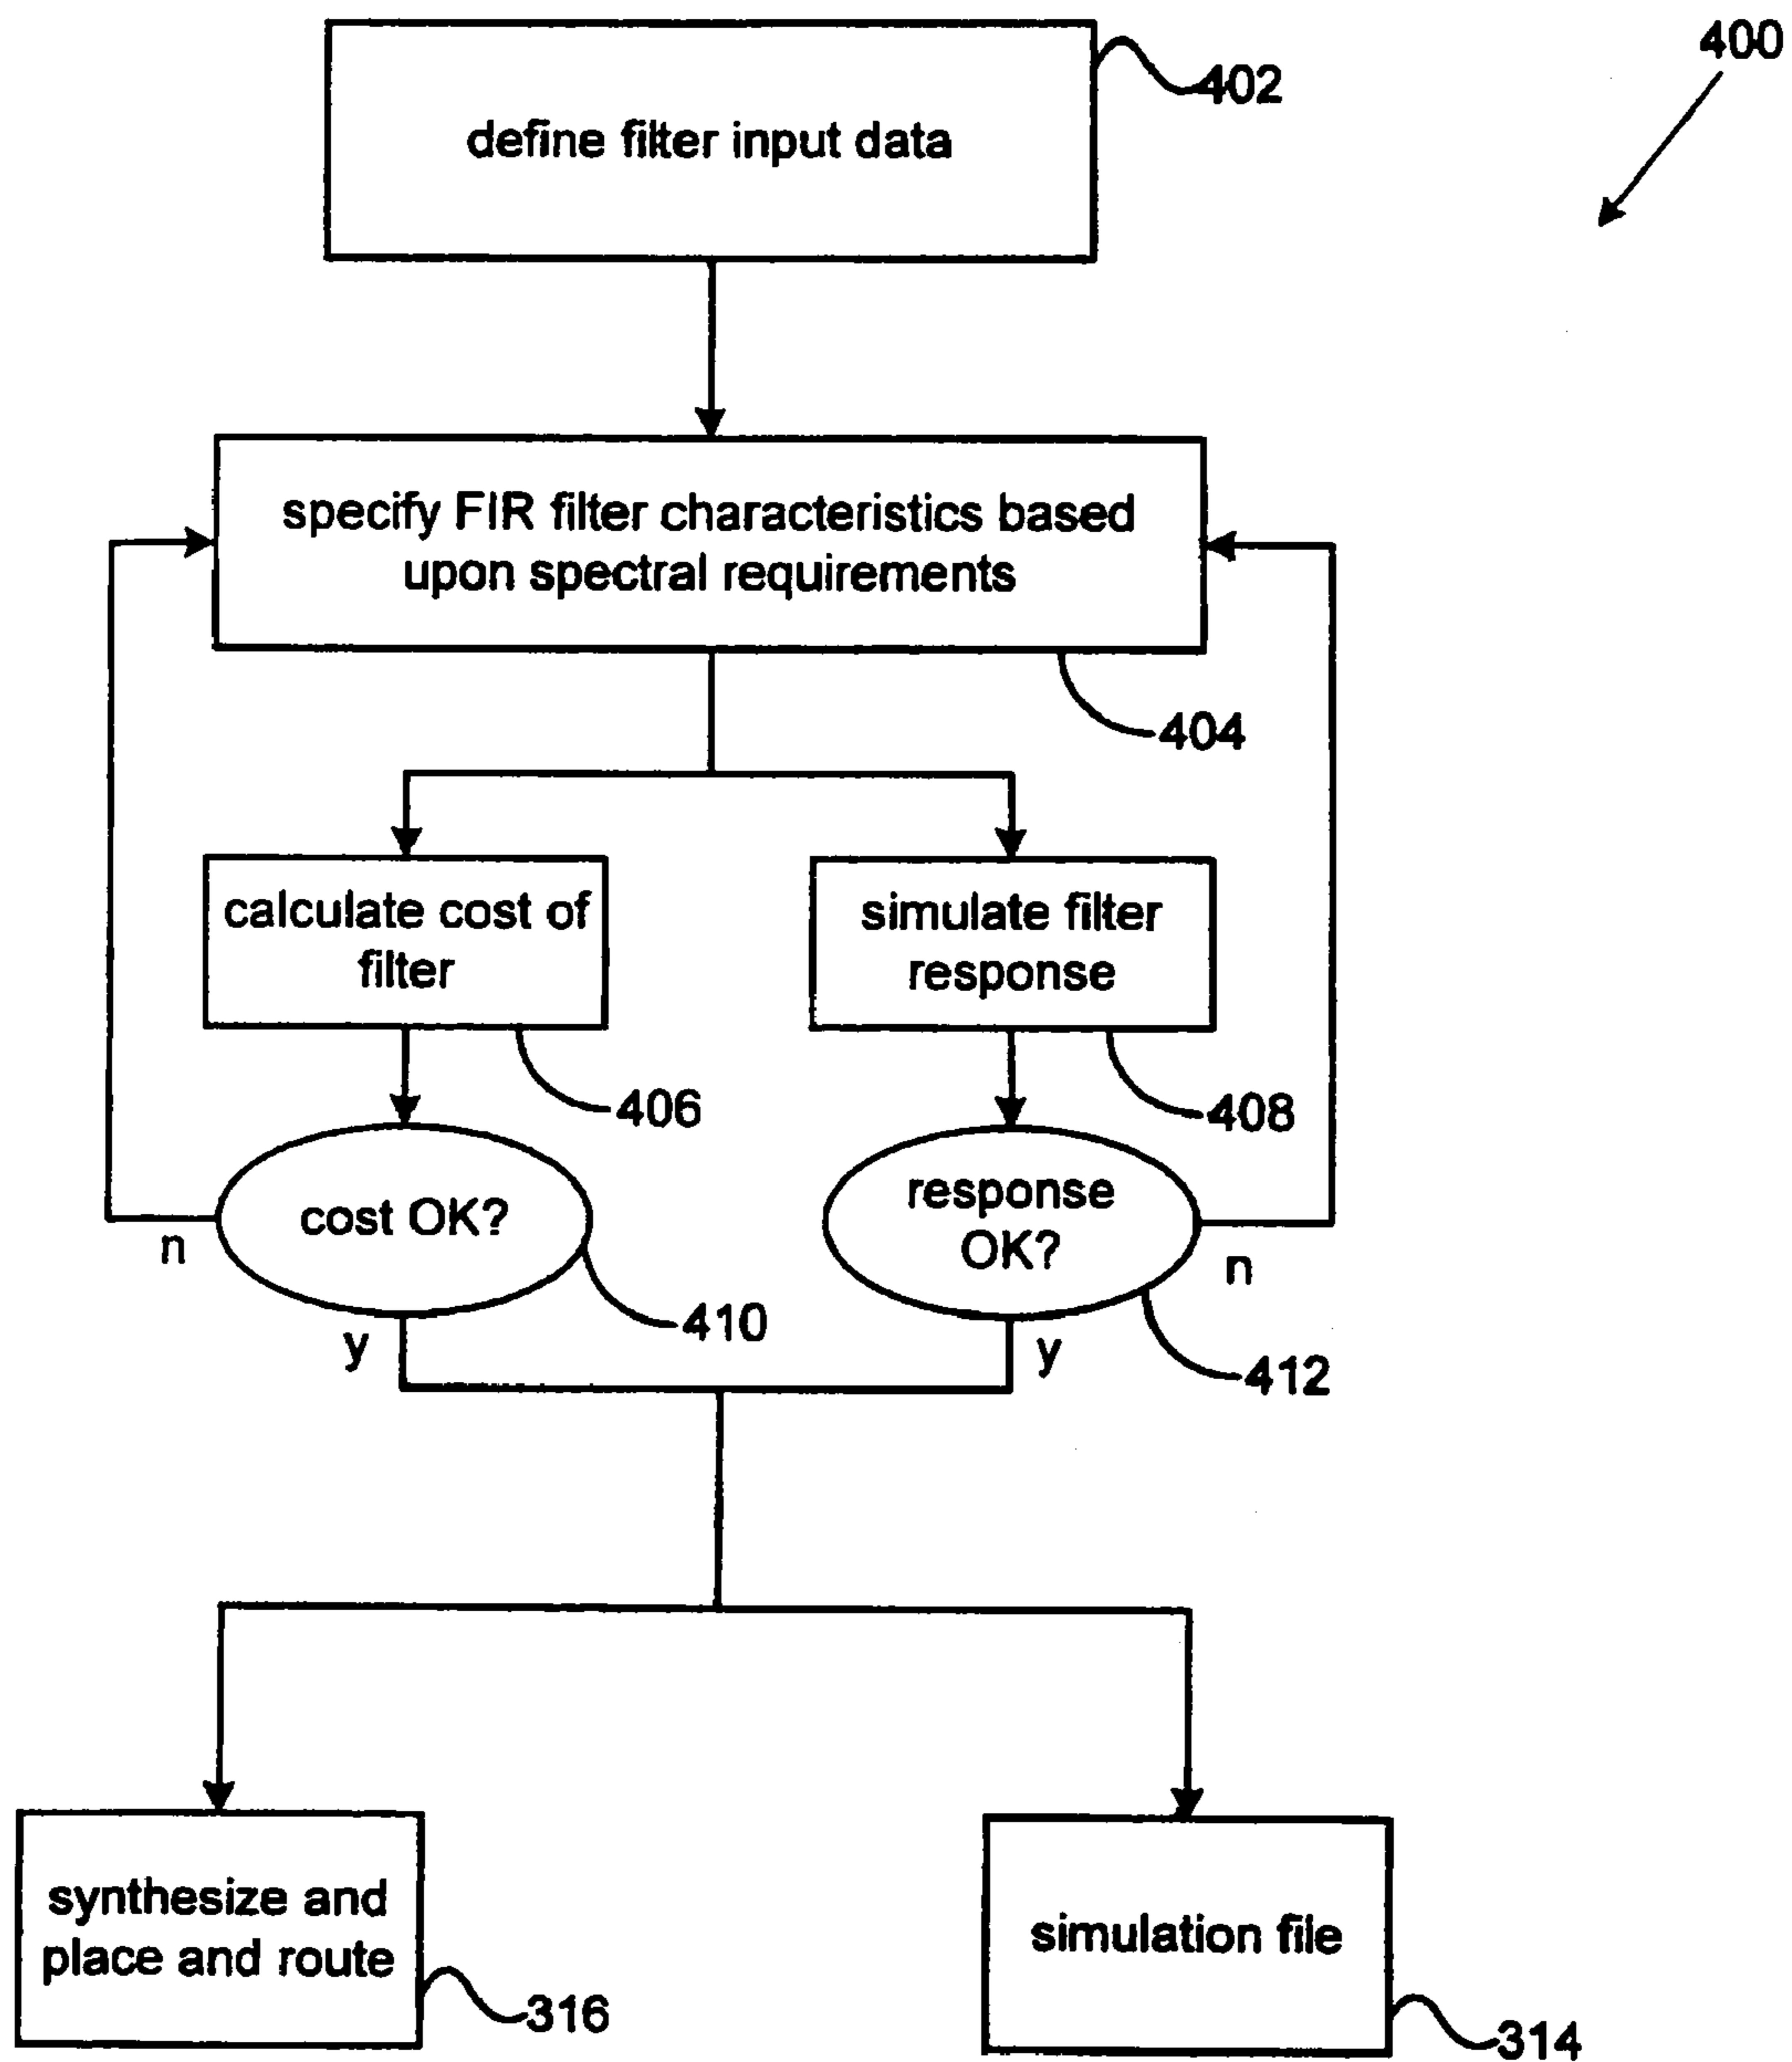 400
402
define filter input data
specify FIR filter characteristics based
upon spectral requirements
404
calculate cost of
filter
simulate filter
response
406
408
cost OK?
response
OK?
n
n
410
y
y
412
synthesize and
place and route
simulation file
316
314